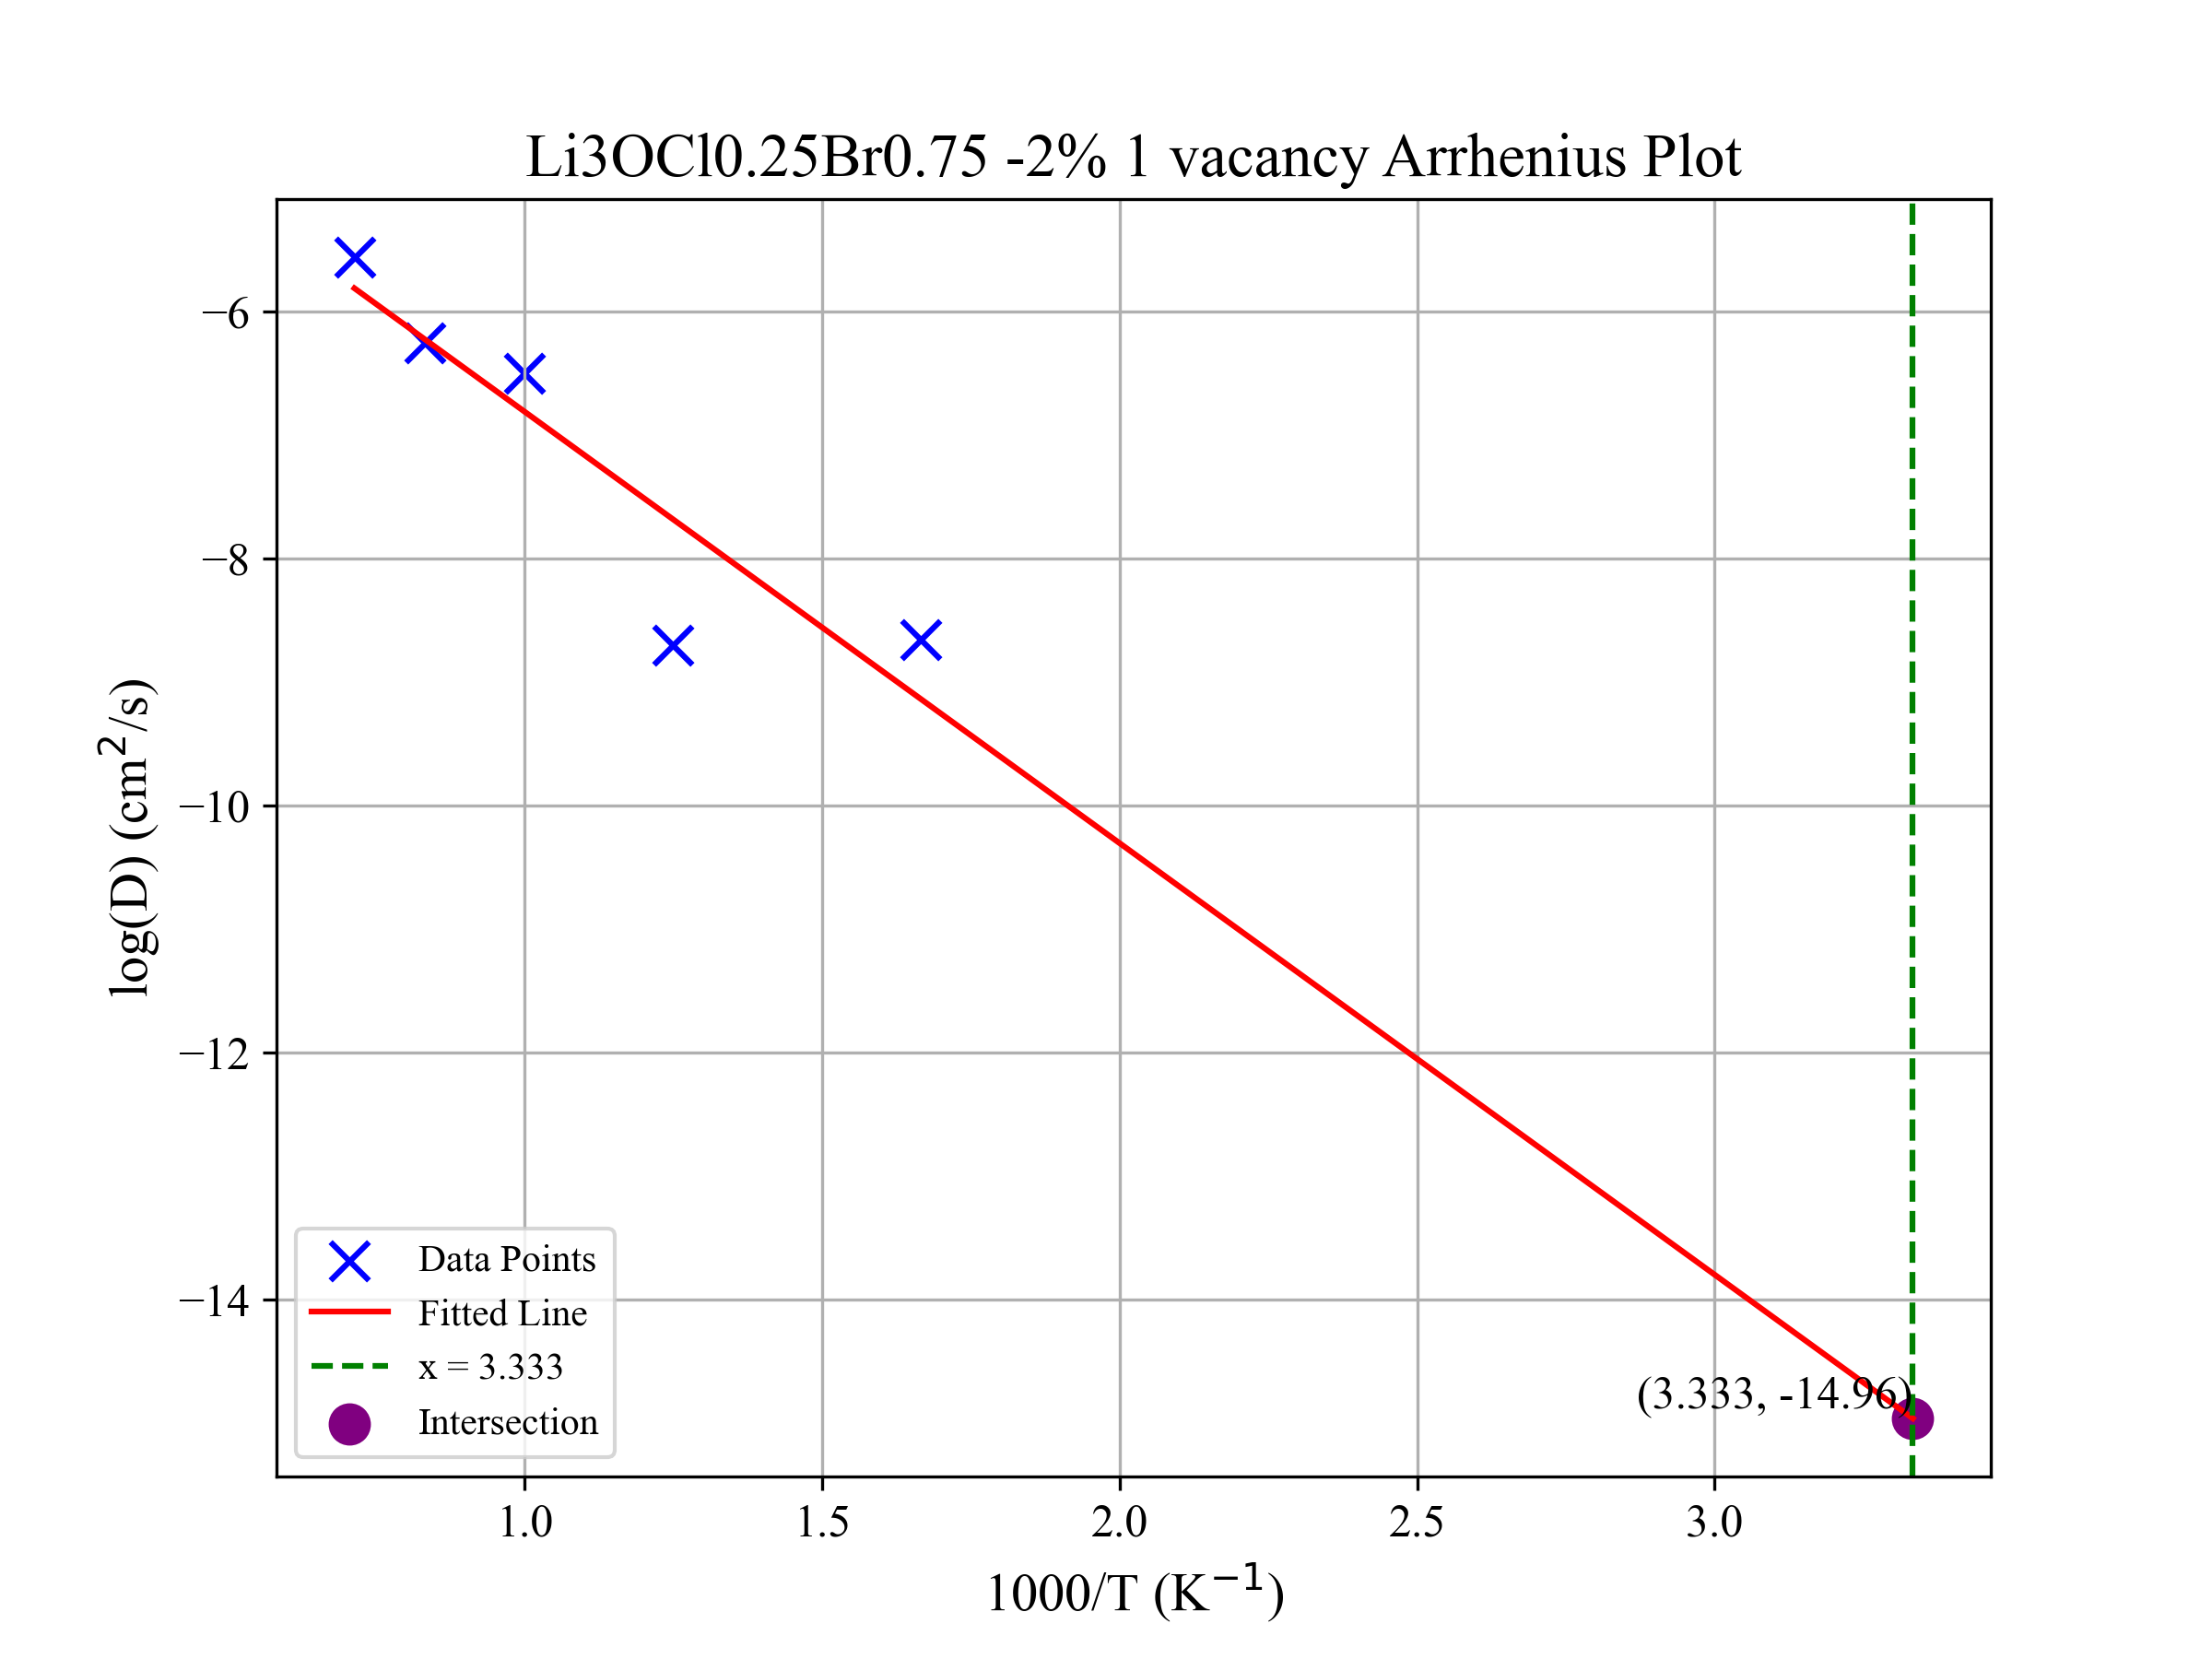 Li3OCl0.25Br0.75 -2% 1 vacancy Arrhenius Plot
−6
−8
−10
−12
−14
log(D) (cm²/s)
Data Points
Fitted Line
x = 3.333
Intersection
(3.333, -14.96)
1.0
1.5
2.0
2.5
3.0
1000/T (K⁻¹)